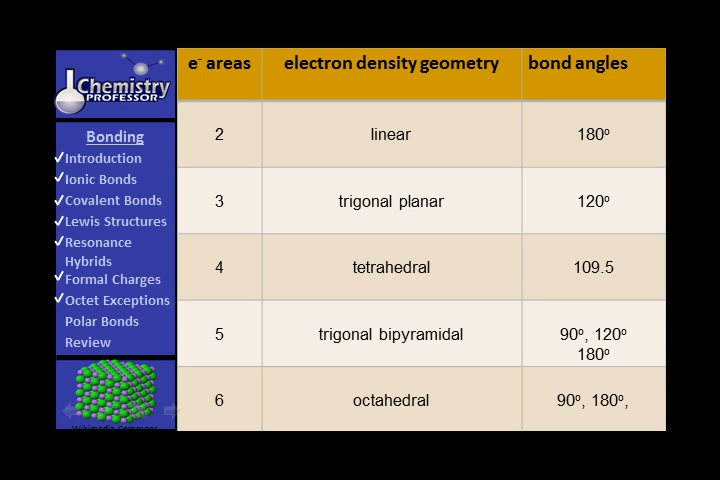 Chemistry
PROFESSOR
Bonding
✓Introduction
✓Ionic Bonds
✓Covalent Bonds
✓Lewis Structures
✓Resonance
Hybrids
✓Formal Charges
✓Octet Exceptions
Polar Bonds
Review
Wikimedia Commons
e⁻ areas electron density geometry bond angles
2 linear 180º
3 trigonal planar 120º
4 tetrahedral 109.5
5 trigonal bipyramidal 90º, 120º
180º
6 octahedral 90º, 180º,